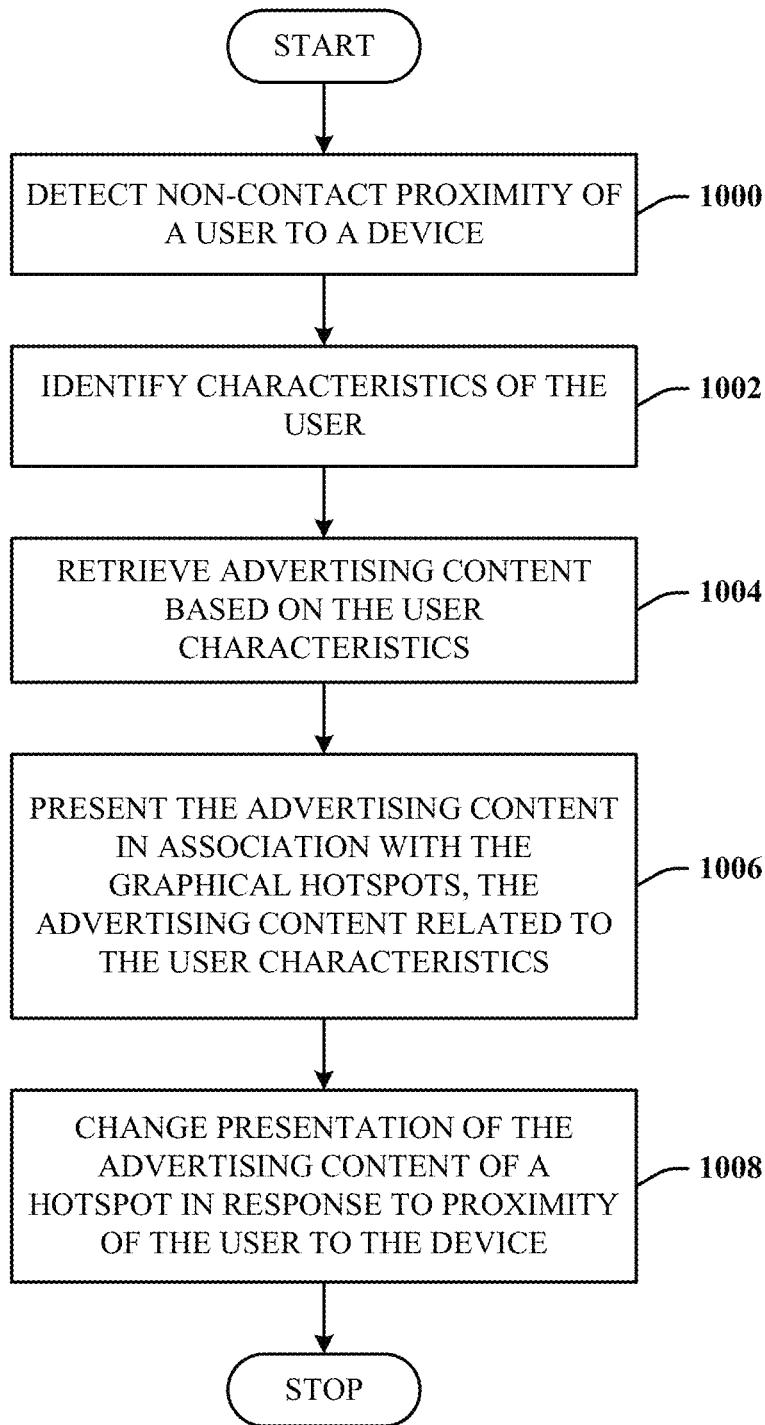 START
DETECT NON-CONTACT PROXIMITY OF
A USER TO A DEVICE
1000
IDENTIFY CHARACTERISTICS OF THE
USER
1002
RETRIEVE ADVERTISING CONTENT
BASED ON THE USER
CHARACTERISTICS
1004
PRESENT THE ADVERTISING CONTENT
IN ASSOCIATION WITH THE
GRAPHICAL HOTSPOTS, THE
ADVERTISING CONTENT RELATED TO
THE USER CHARACTERISTICS
1006
CHANGE PRESENTATION OF THE
ADVERTISING CONTENT OF A
HOTSPOT IN RESPONSE TO PROXIMITY
OF THE USER TO THE DEVICE
1008
STOP